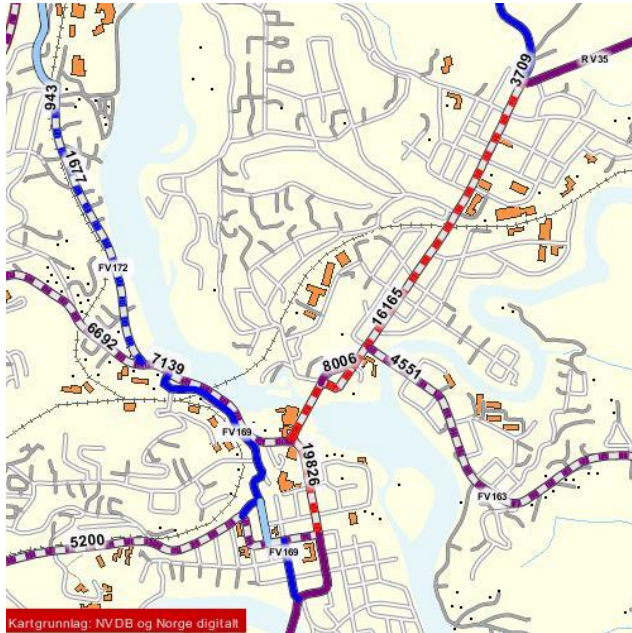 3709
RV35
943
1677
FV172
16165
6692
7139
8006
4551
FV169
19826
FV163
5200
FV169
Kartgrunnlag: NVDB og Norge digitalt